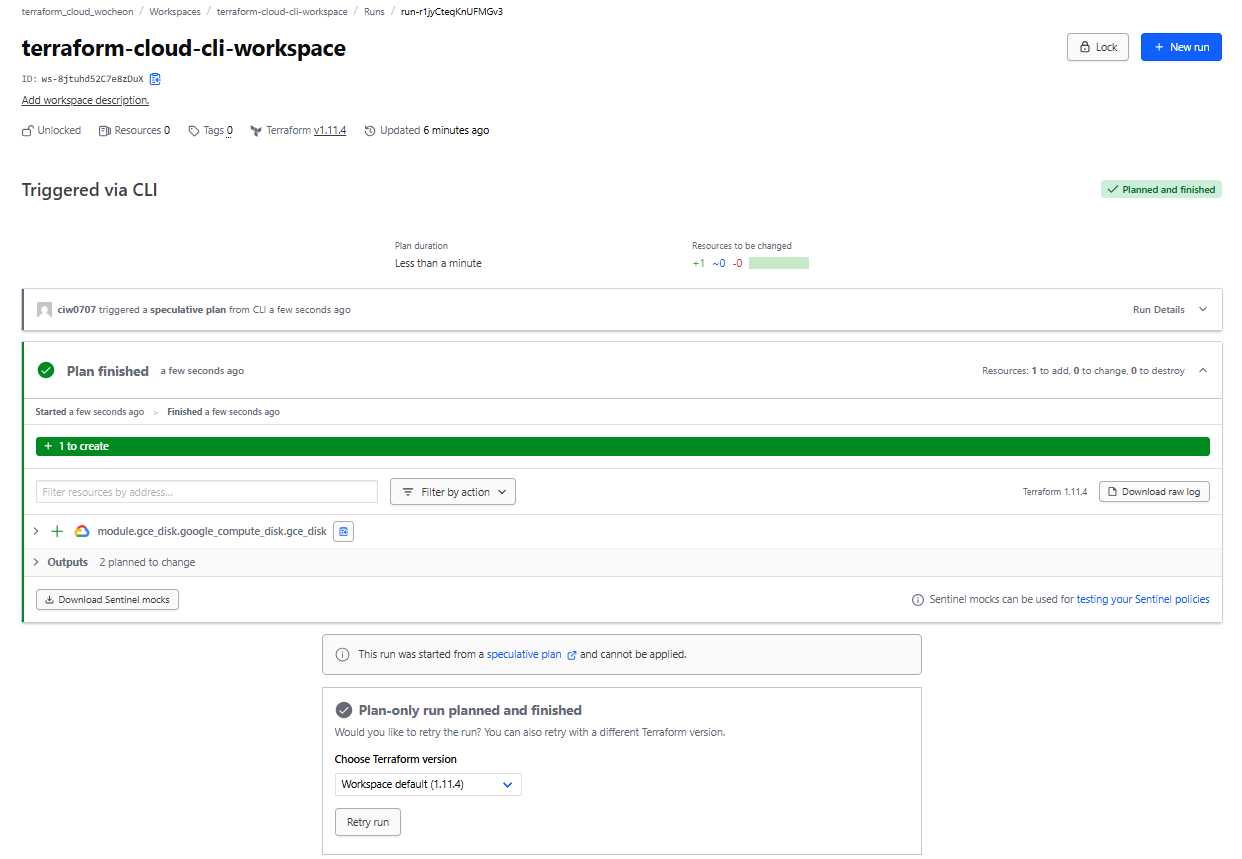 terraform_cloud_wocheon / Workspaces / terraform-cloud-cli-workspace / Runs / run-r1jyCteqKnUFMGv3
terraform-cloud-cli-workspace
Lock
+ New run
ID: ws-8jtuhd52C7e8zDuX
Add workspace description.
Unlocked Resources 0 Tags 0 Terraform v1.11.4 Updated 6 minutes ago
Triggered via CLI
Planned and finished
Plan duration
Less than a minute
Resources to be changed
+1 ~0 -0
ciw0707 triggered a speculative plan from CLI a few seconds ago
Run Details
Plan finished a few seconds ago
Resources: 1 to add, 0 to change, 0 to destroy
Started a few seconds ago > Finished a few seconds ago
+ 1 to create
Filter resources by address...
Filter by action
Terraform 1.11.4
Download raw log
module.gce_disk.google_compute_disk.gce_disk
Outputs 2 planned to change
Download Sentinel mocks
Sentinel mocks can be used for testing your Sentinel policies
This run was started from a speculative plan and cannot be applied.
Plan-only run planned and finished
Would you like to retry the run? You can also retry with a different Terraform version.
Choose Terraform version
Workspace default (1.11.4)
Retry run